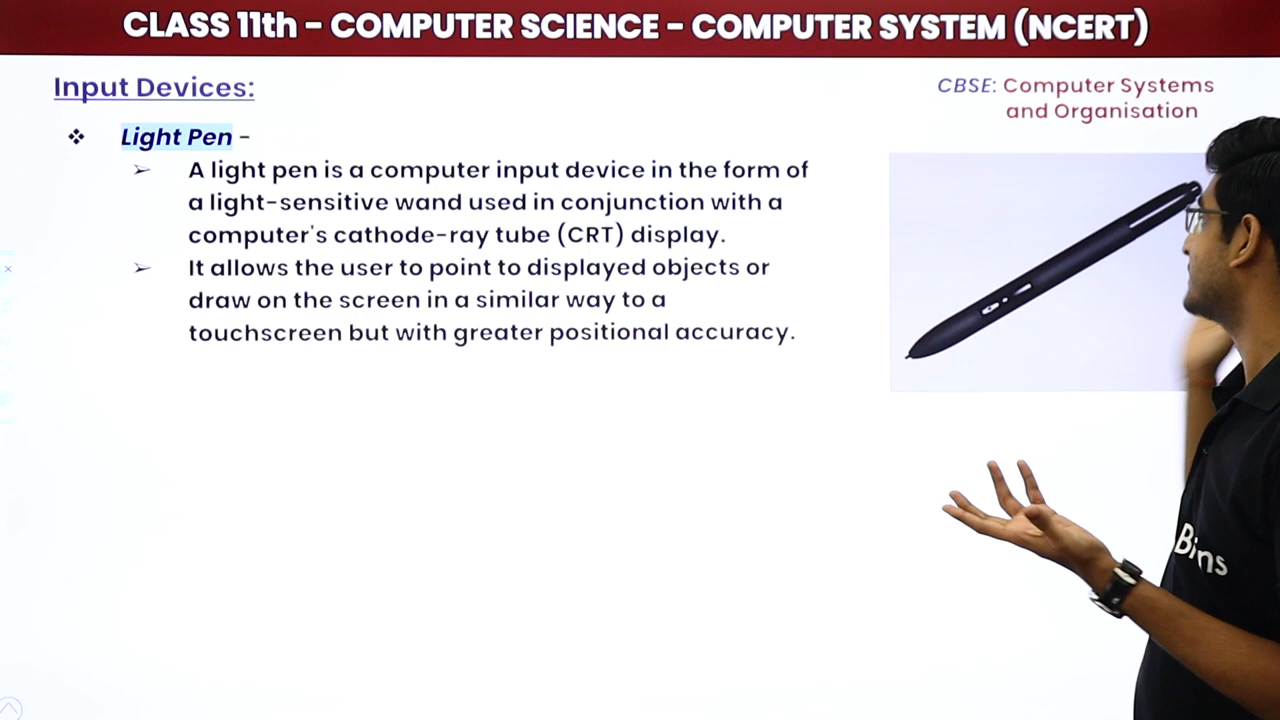 CLASS 11th - COMPUTER SCIENCE - COMPUTER SYSTEM (NCERT)
Input Devices:
CBSE: Computer Systems
and Organisation
❖ Light Pen -
➢ A light pen is a computer input device in the form of
a light-sensitive wand used in conjunction with a
computer's cathode-ray tube (CRT) display.
➢ It allows the user to point to displayed objects or
draw on the screen in a similar way to a
touchscreen but with greater positional accuracy.